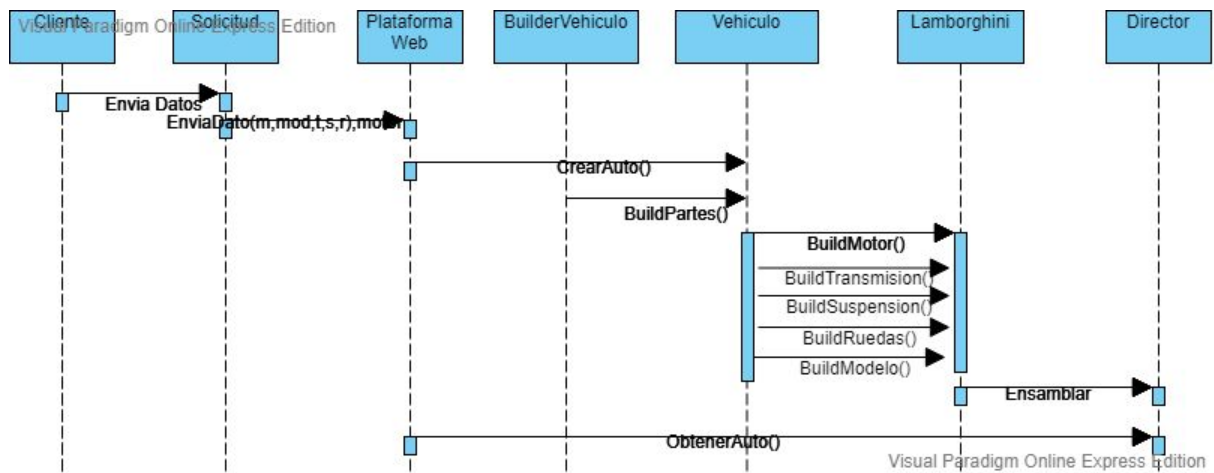 Cliente
Solicitud
Plataforma
Web
BuilderVehiculo
Vehiculo
Lamborghini
Director
Visual Paradigm Online Express Edition
Envia Datos
EnviaDato(m,mod,t,s,r),motor
CrearAuto()
BuildPartes()
BuildMotor()
BuildTransmision()
BuildSuspension()
BuildRuedas()
BuildModelo()
Ensamblar
ObtenerAuto()
Visual Paradigm Online Express Edition